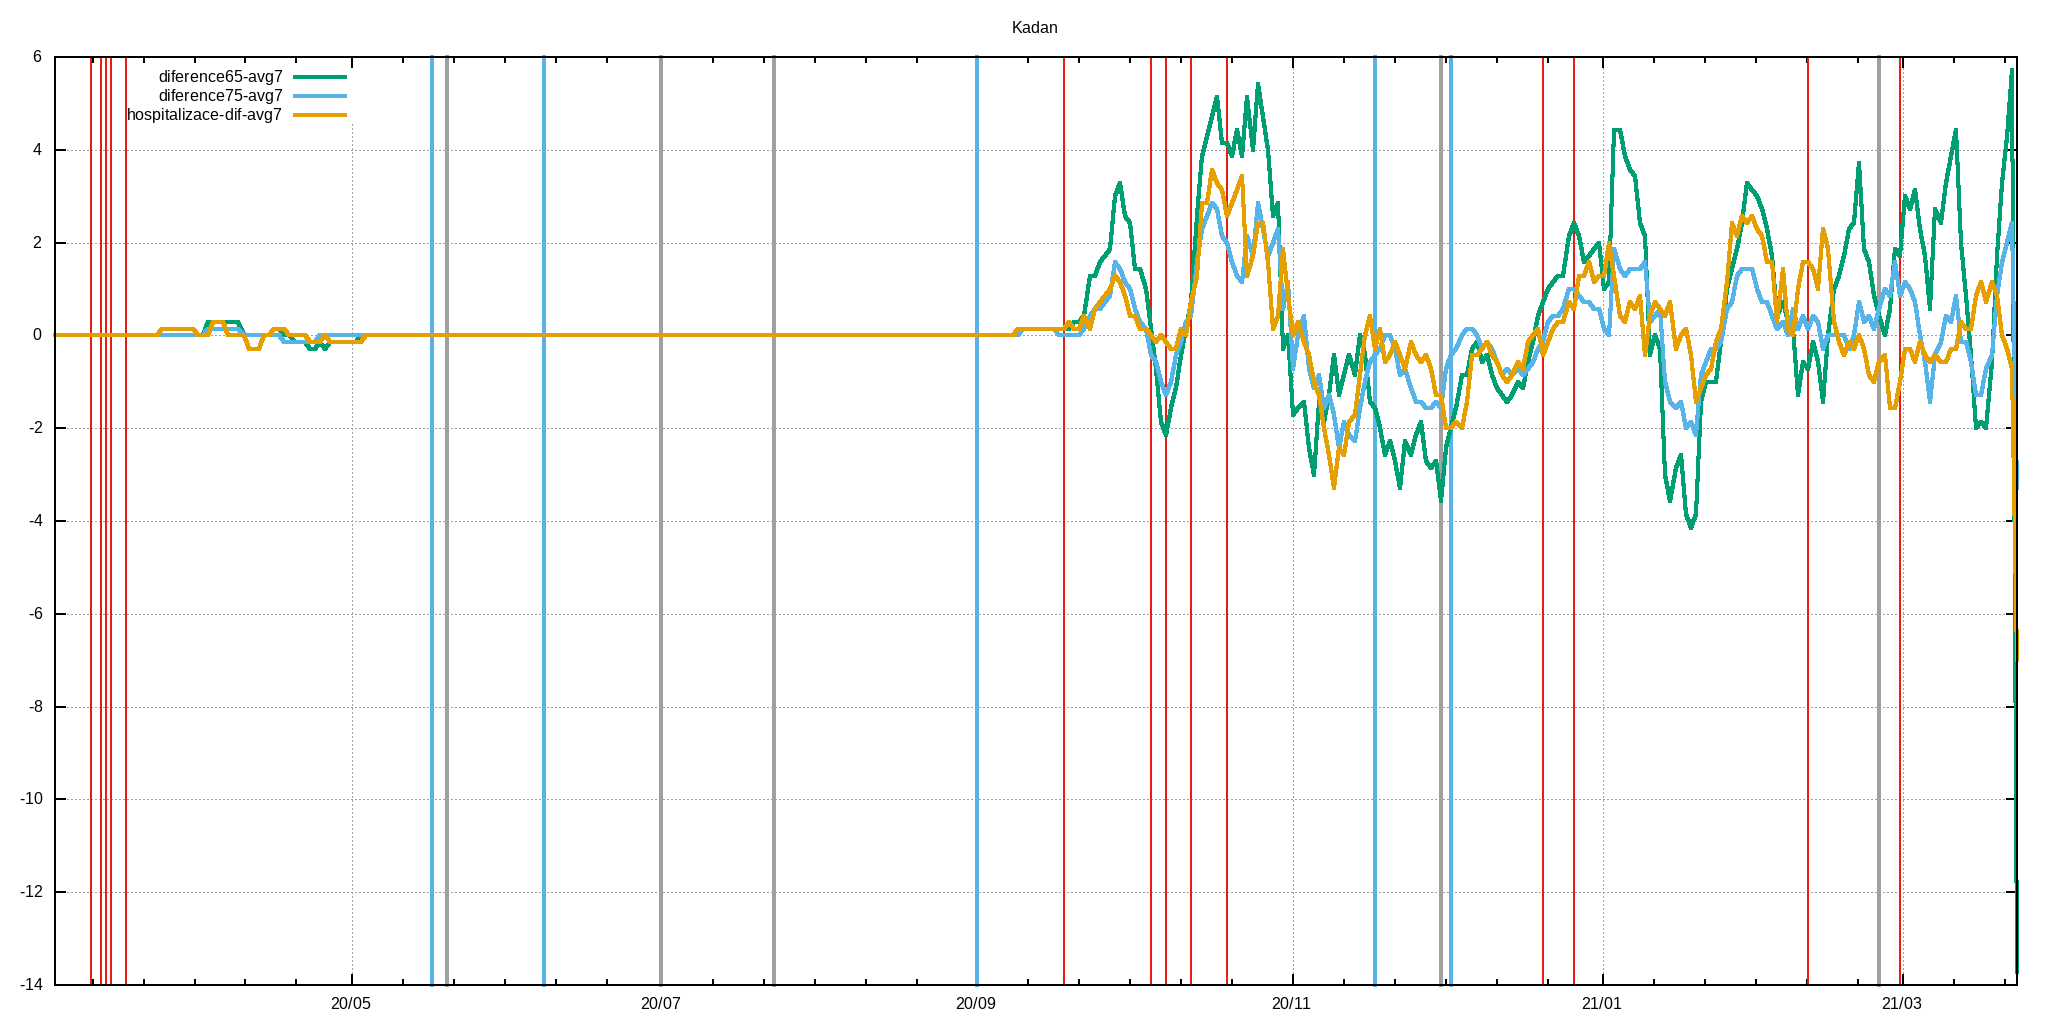 Kadan
diference65-avg7
diference75-avg7
hospitalizace-dif-avg7
6
4
2
0
-2
-4
-6
-8
-10
-12
-14
20/05 20/07 20/09 20/11 21/01 21/03